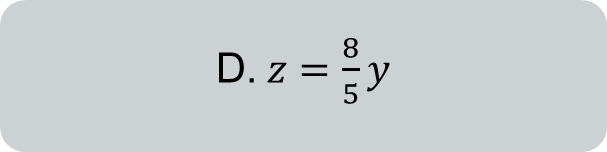 D. z = 8/5 y